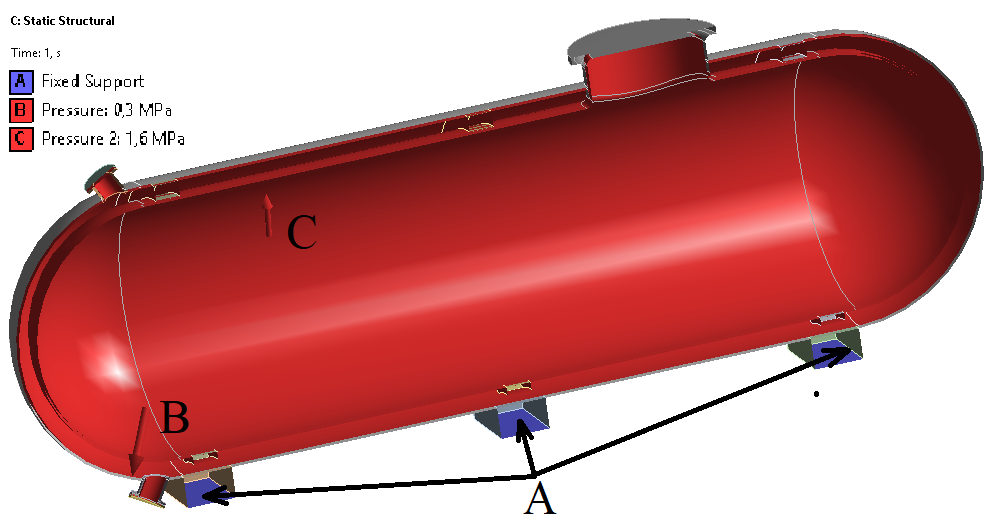 C: Static Structural
Time: 1, s
A Fixed Support
B Pressure: 0,3 MPa
C Pressure 2: 1,6 MPa
C
B
A